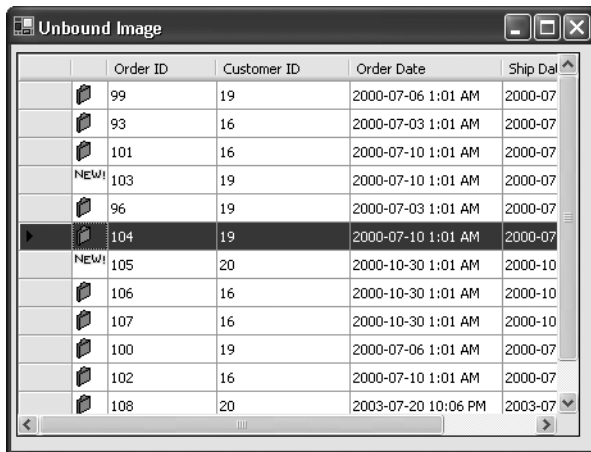 Unbound Image
Order ID Customer ID Order Date Ship Dat
99 19 2000-07-06 1:01 AM 2000-07
93 16 2000-07-03 1:01 AM 2000-07
101 16 2000-07-10 1:01 AM 2000-07
NEW! 103 19 2000-07-10 1:01 AM 2000-07
96 19 2000-07-03 1:01 AM 2000-07
104 19 2000-07-10 1:01 AM 2000-07
NEW! 105 20 2000-10-30 1:01 AM 2000-10
106 16 2000-10-30 1:01 AM 2000-10
107 16 2000-10-30 1:01 AM 2000-10
100 19 2000-07-06 1:01 AM 2000-07
102 16 2000-07-10 1:01 AM 2000-07
108 20 2003-07-20 10:06 PM 2003-07